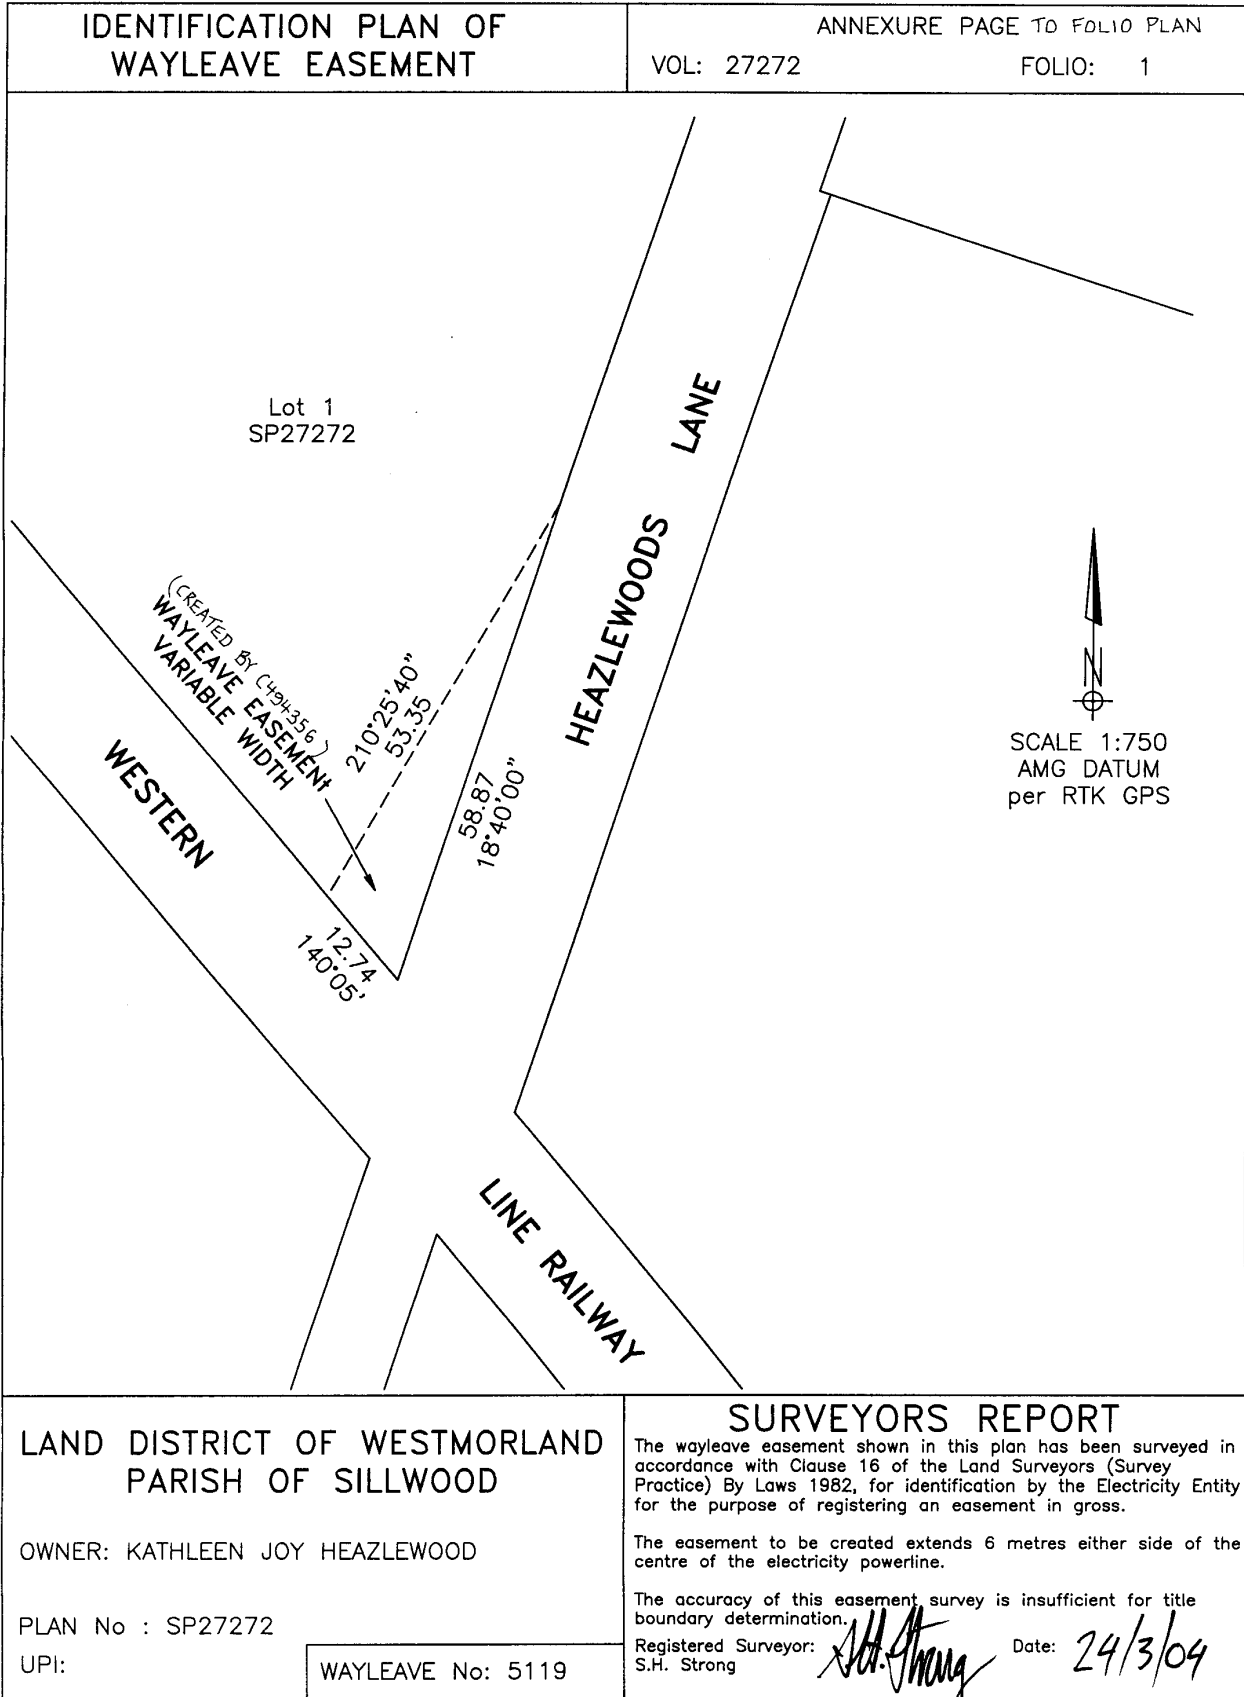 IDENTIFICATION PLAN OF
WAYLEAVE EASEMENT
ANNEXURE PAGE TO FOLIO PLAN
VOL: 27272 FOLIO: 1
Lot 1
SP27272
HEAZLEWOODS LANE
(CREATED BY C494356)
WAYLEAVE EASEMENt
VARIABLE WIDTH
210°25'40"
53.35
58.87
18°40'00"
WESTERN
12.74
140°05'
N
SCALE 1:750
AMG DATUM
per RTK GPS
LINE RAILWAY
LAND DISTRICT OF WESTMORLAND
PARISH OF SILLWOOD
OWNER: KATHLEEN JOY HEAZLEWOOD
PLAN No : SP27272
UPI:
WAYLEAVE No: 5119
SURVEYORS REPORT
The wayleave easement shown in this plan has been surveyed in
accordance with Clause 16 of the Land Surveyors (Survey
Practice) By Laws 1982, for identification by the Electricity Entity
for the purpose of registering an easement in gross.
The easement to be created extends 6 metres either side of the
centre of the electricity powerline.
The accuracy of this easement survey is insufficient for title
boundary determination.
Registered Surveyor: S.H. Strong Date: 24/3/04
S.H. Strong